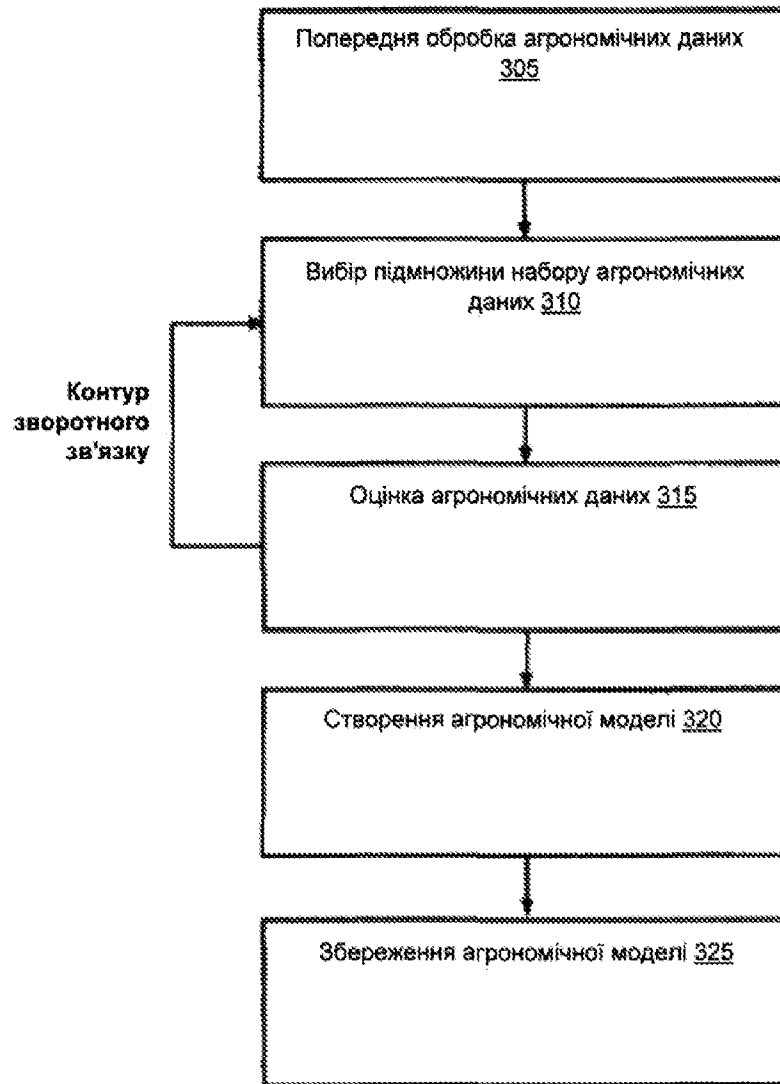 Попередня обробка агрономічних даних
305
Вибір підмножини набору агрономічних
даних 310
Контур
зворотного
зв'язку
Оцінка агрономічних даних 315
Створення агрономічної моделі 320
Збереження агрономічної моделі 325